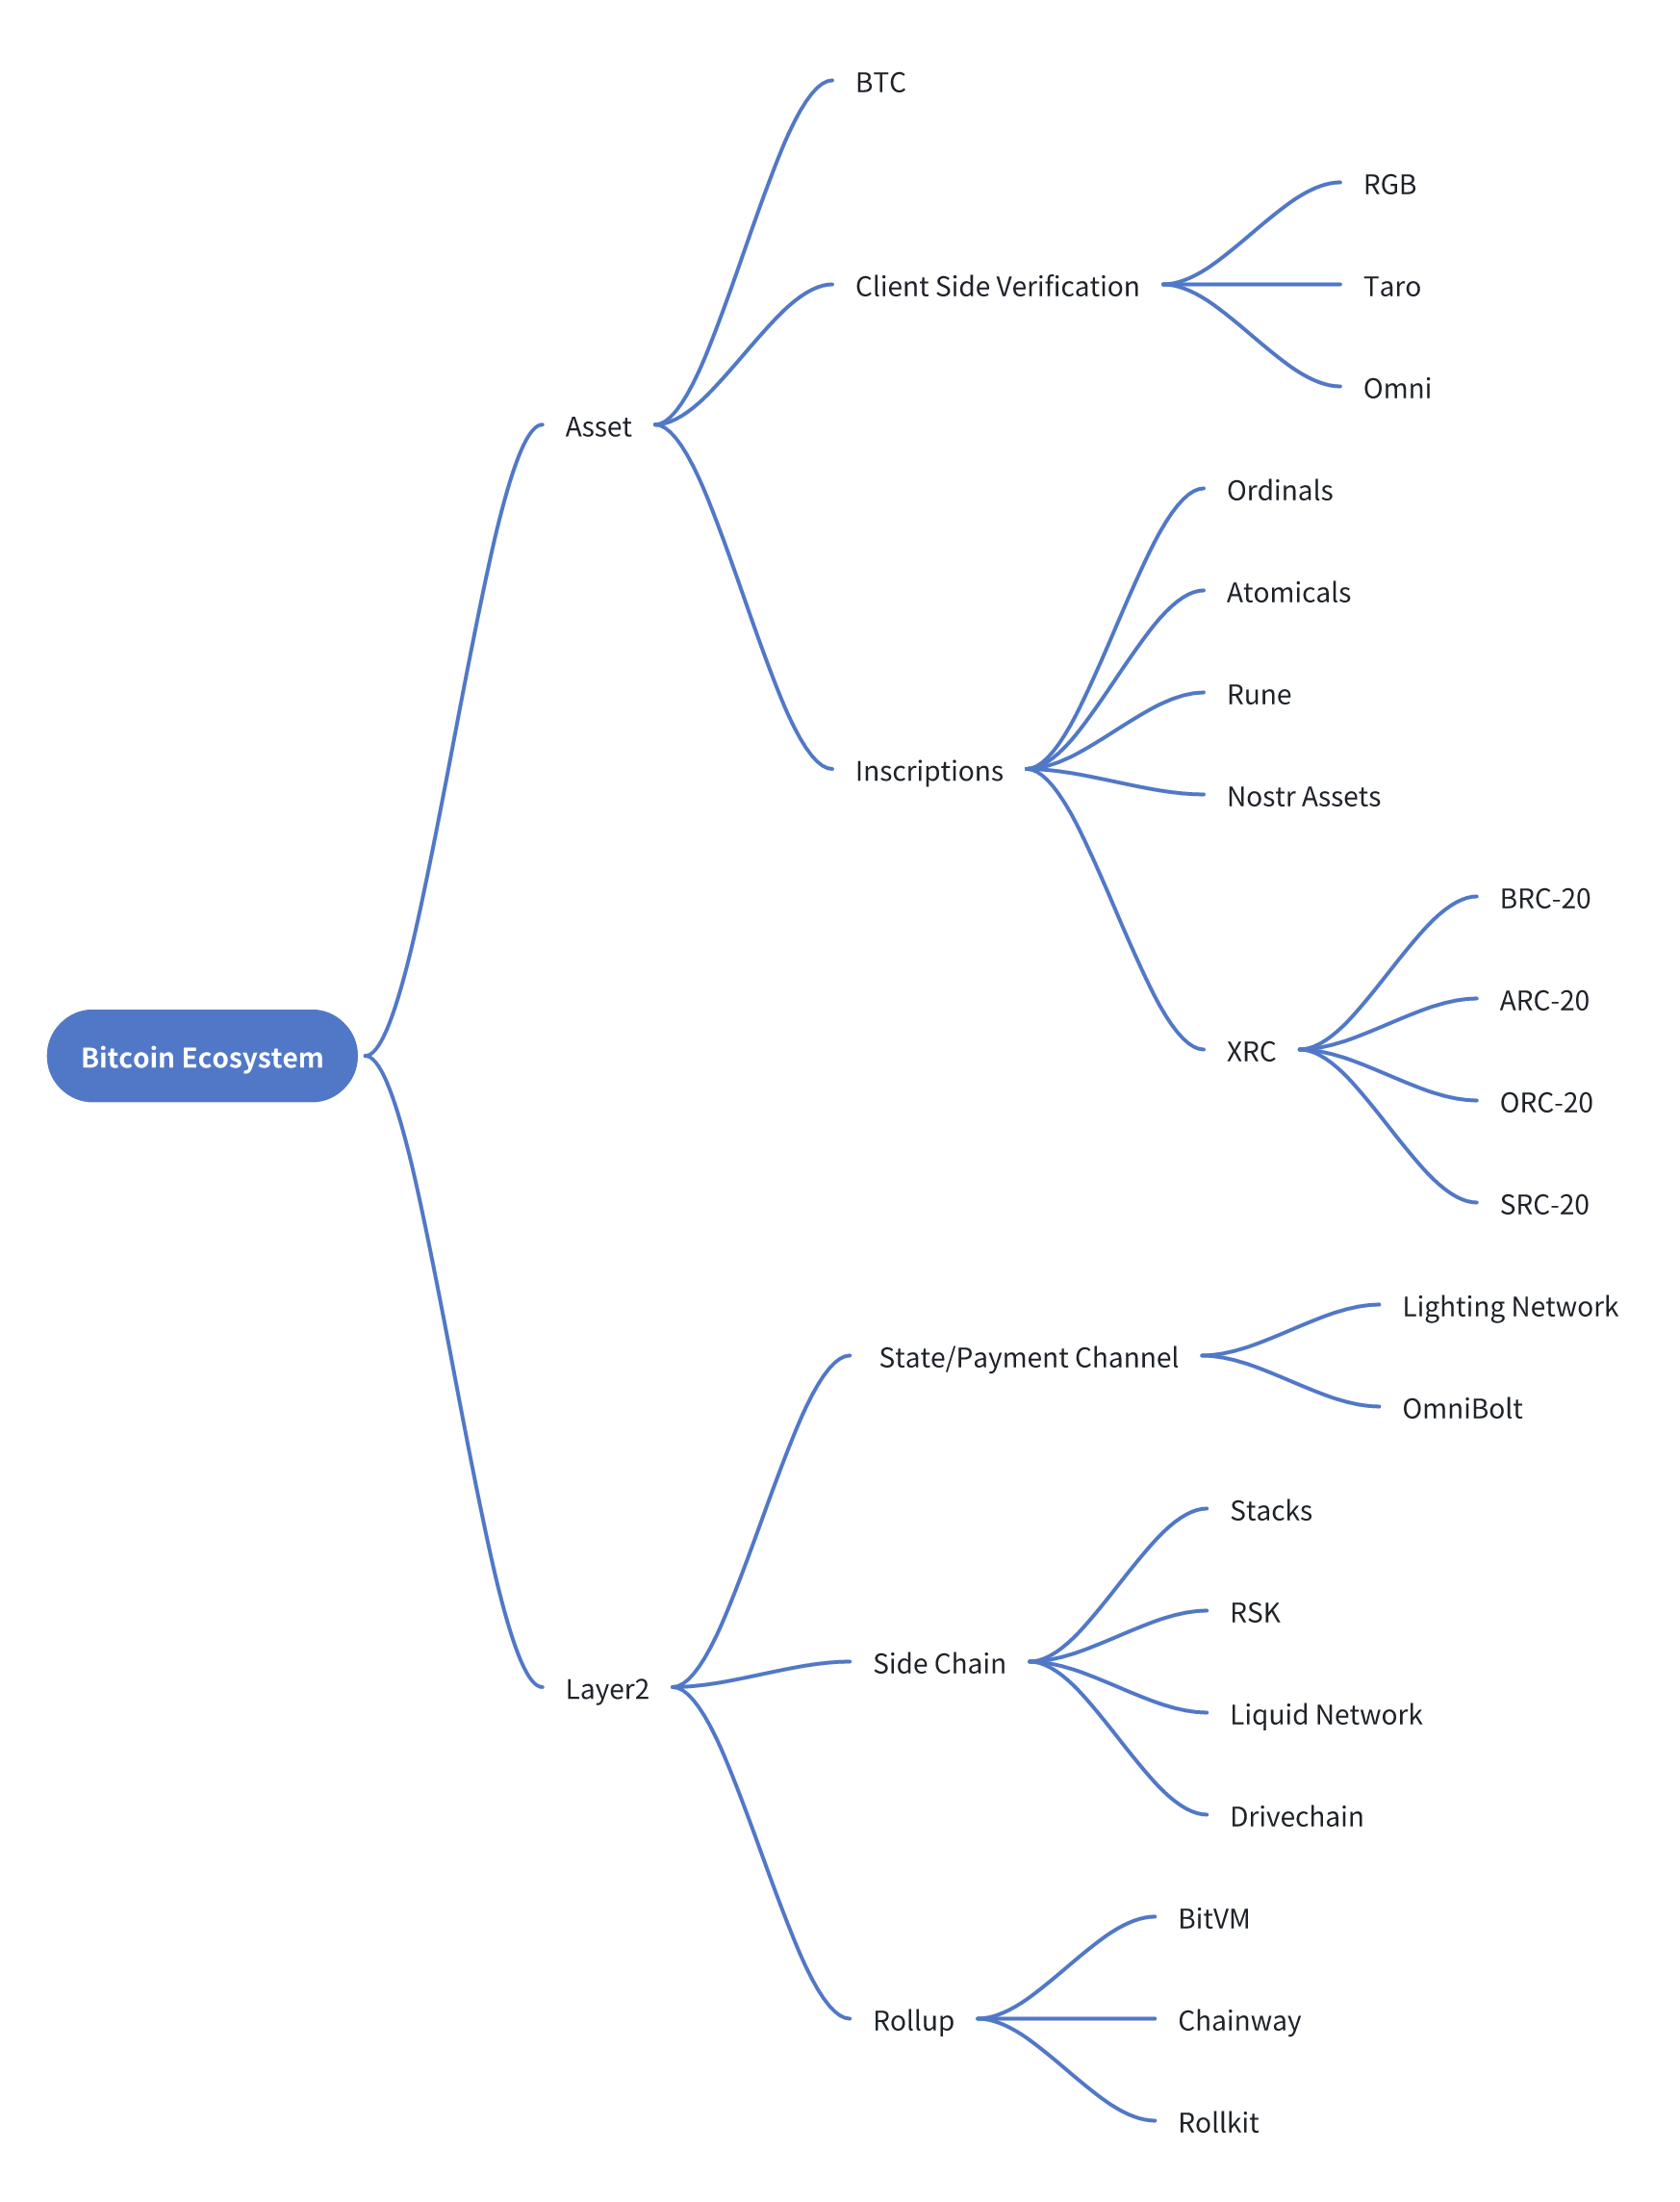 BTC
RGB
Client Side Verification
Taro
Omni
Asset
Ordinals
Atomicals
Rune
Inscriptions
Nostr Assets
BRC-20
ARC-20
XRC
ORC-20
SRC-20
Bitcoin Ecosystem
Lighting Network
State/Payment Channel
OmniBolt
Stacks
RSK
Side Chain
Layer2
Liquid Network
Drivechain
BitVM
Rollup
Chainway
Rollkit